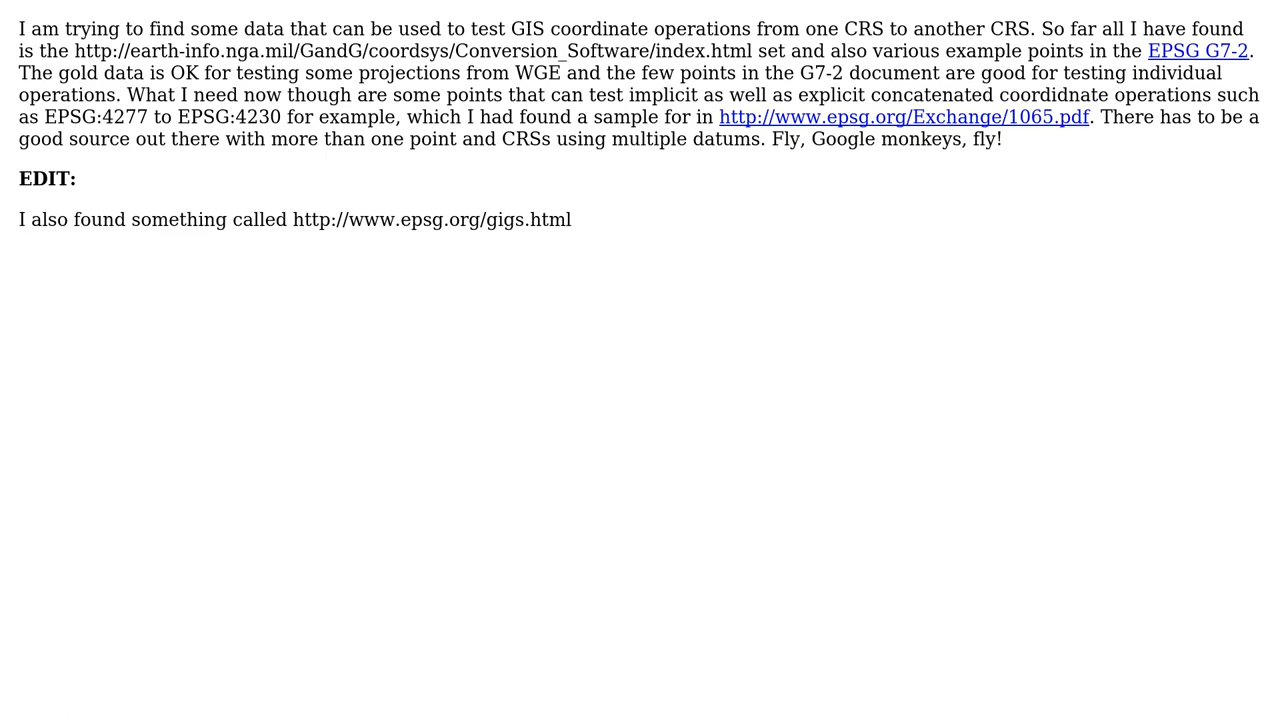 I am trying to find some data that can be used to test GIS coordinate operations from one CRS to another CRS. So far all I have found
is the http://earth-info.nga.mil/GandG/coordsys/Conversion_Software/index.html set and also various example points in the EPSG G7-2.
The gold data is OK for testing some projections from WGE and the few points in the G7-2 document are good for testing individual
operations. What I need now though are some points that can test implicit as well as explicit concatenated coordidnate operations such
as EPSG:4277 to EPSG:4230 for example, which I had found a sample for in http://www.epsg.org/Exchange/1065.pdf. There has to be a
good source out there with more than one point and CRSs using multiple datums. Fly, Google monkeys, fly!
EDIT:
I also found something called http://www.epsg.org/gigs.html